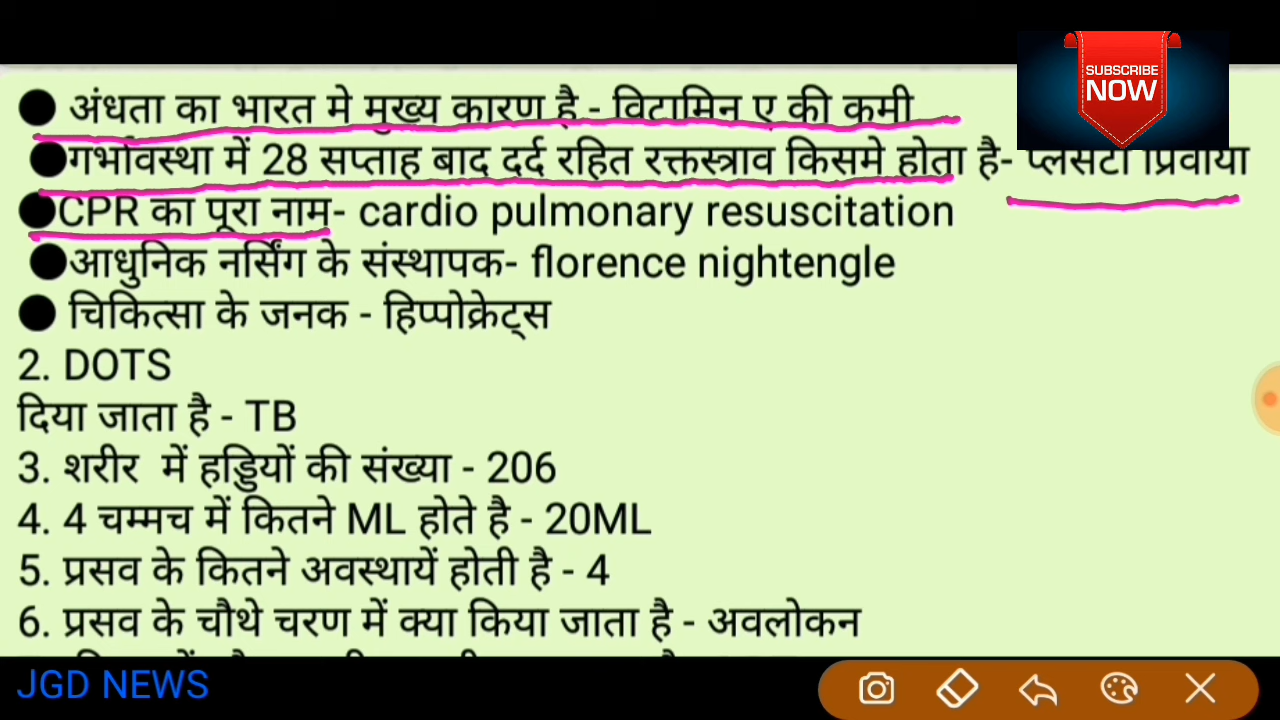 ● अंधता का भारत मे मुख्य कारण है - विटामिन ए की कमी
SUBSCRIBE
NOW
●गर्भावस्था में 28 सप्ताह बाद दर्द रहित रक्तस्त्राव किसमे होता है- प्लेसेंटा प्रिवीया
●CPR का पूरा नाम- cardio pulmonary resuscitation
●आधुनिक नर्सिंग के संस्थापक- florence nightengle
● चिकित्सा के जनक - हिप्पोक्रेट्स
2. DOTS
दिया जाता है - TB
3. शरीर में हड्डियों की संख्या - 206
4. 4 चम्मच में कितने ML होते है - 20ML
5. प्रसव के कितने अवस्थायें होती है - 4
6. प्रसव के चौथे चरण में क्या किया जाता है - अवलोकन
JGD NEWS